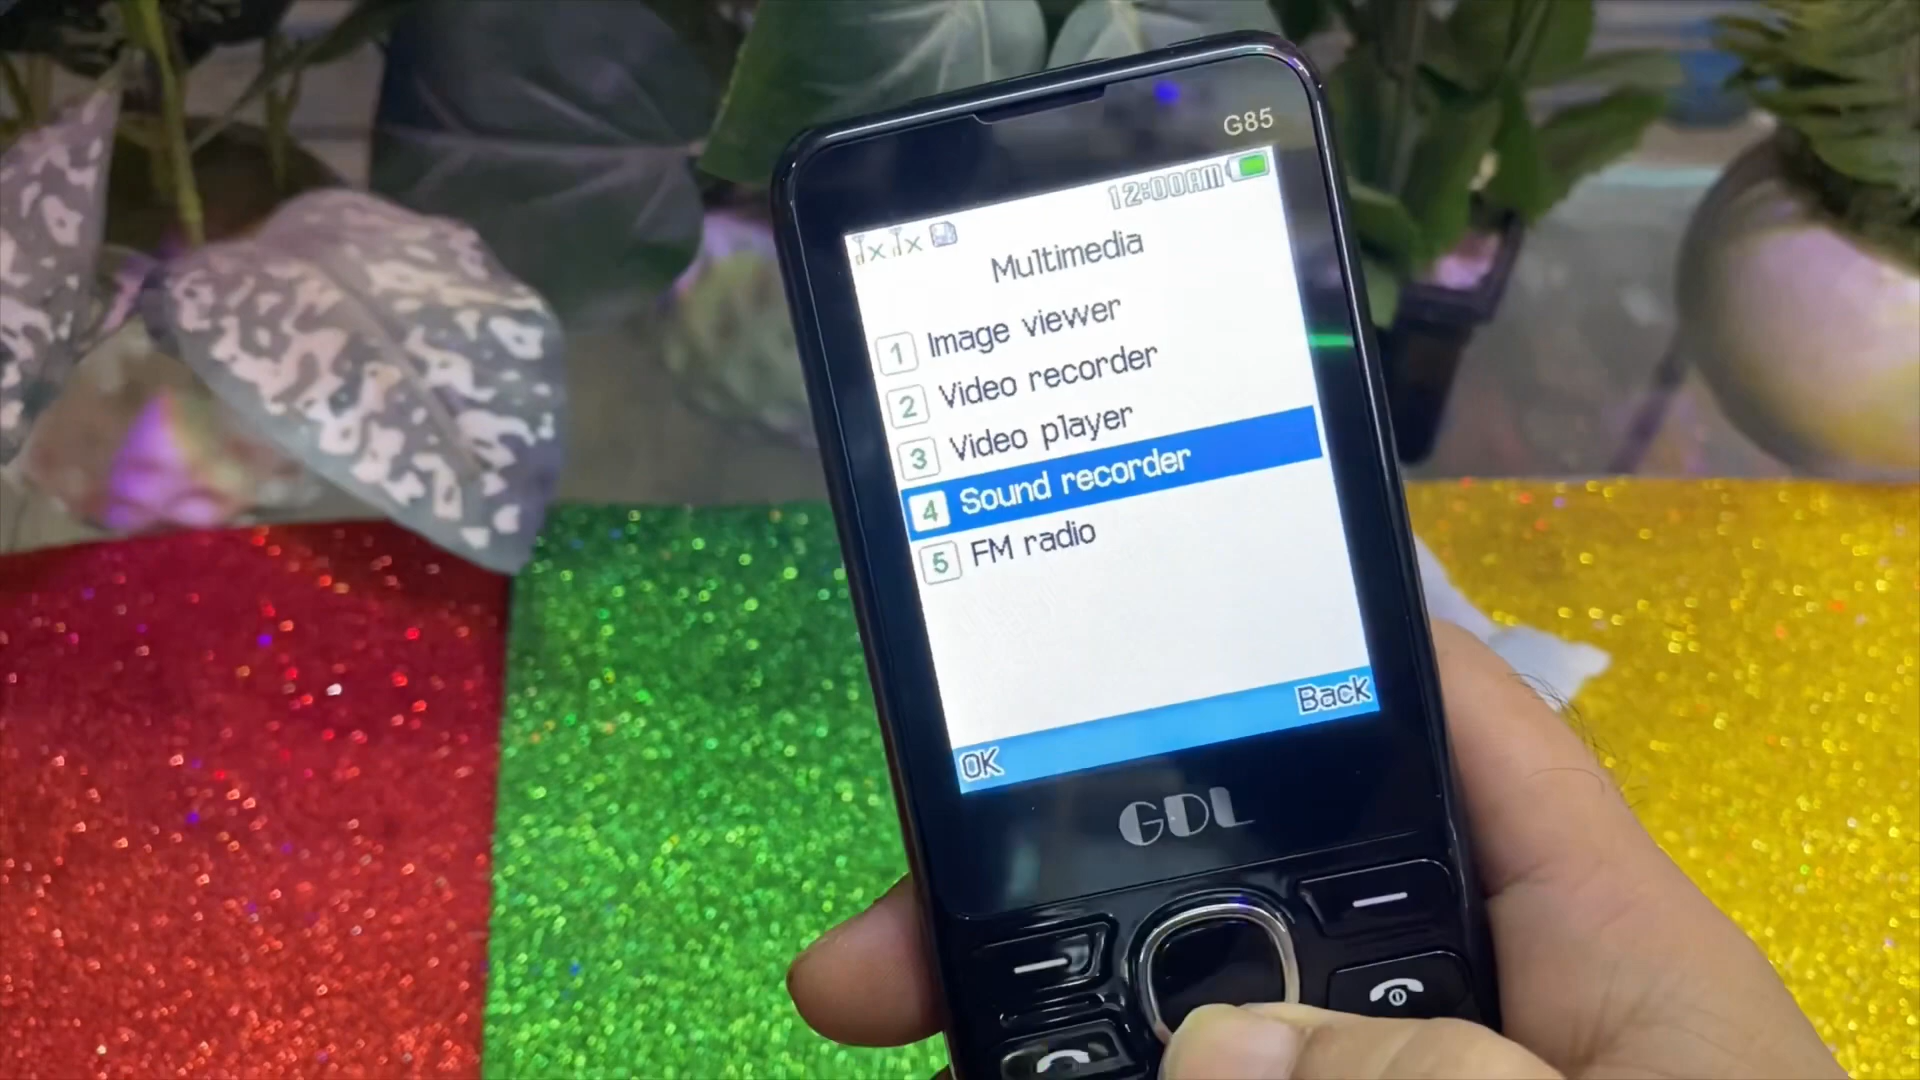 G85
12:00AM
Multimedia
1 Image viewer
2 Video recorder
3 Video player
4 Sound recorder
5 FM radio
OK Back
GDL